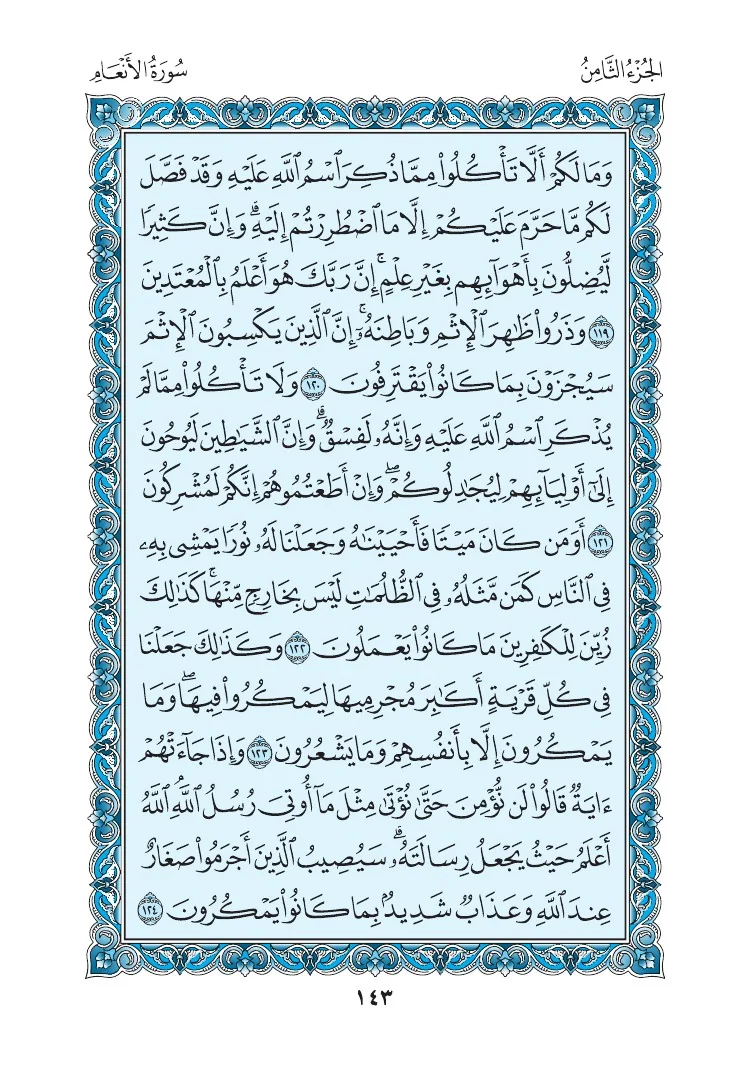 الجُزْءُ الثَّامِنُ
سُورَةُ الأَنْعَامِ
وَمَا لَكُمْ أَلَّا تَأْكُلُوا۟ مِمَّا ذُكِرَ ٱسْمُ ٱللَّهِ عَلَيْهِ وَقَدْ فَصَّلَ
لَكُم مَّا حَرَّمَ عَلَيْكُمْ إِلَّا مَا ٱضْطُرِرْتُمْ إِلَيْهِ ۗ وَإِنَّ كَثِيرًا
لَّيُضِلُّونَ بِأَهْوَآئِهِم بِغَيْرِ عِلْمٍ ۗ إِنَّ رَبَّكَ هُوَ أَعْلَمُ بِٱلْمُعْتَدِينَ
١١٩ وَذَرُوا۟ ظَٰهِرَ ٱلْإِثْمِ وَبَاطِنَهُۥٓ ۚ إِنَّ ٱلَّذِينَ يَكْسِبُونَ ٱلْإِثْمَ
سَيُجْزَوْنَ بِمَا كَانُوا۟ يَقْتَرِفُونَ ١٢٠ وَلَا تَأْكُلُوا۟ مِمَّا لَمْ
يُذْكَرِ ٱسْمُ ٱللَّهِ عَلَيْهِ وَإِنَّهُۥ لَفِسْقٌ ۗ وَإِنَّ ٱلشَّيَٰطِينَ لَيُوحُونَ
إِلَىٰٓ أَوْلِيَآئِهِمْ لِيُجَٰدِلُوكُمْ ۖ وَإِنْ أَطَعْتُمُوهُمْ إِنَّكُمْ لَمُشْرِكُونَ
١٢١ أَوَمَن كَانَ مَيْتًا فَأَحْيَيْنَٰهُ وَجَعَلْنَا لَهُۥ نُورًا يَمْشِى بِهِۦ
فِى ٱلنَّاسِ كَمَن مَّثَلُهُۥ فِى ٱلظُّلُمَٰتِ لَيْسَ بِخَارِجٍ مِّنْهَا ۚ كَذَٰلِكَ
زُيِّنَ لِلْكَٰفِرِينَ مَا كَانُوا۟ يَعْمَلُونَ ١٢٢ وَكَذَٰلِكَ جَعَلْنَا
فِى كُلِّ قَرْيَةٍ أَكَٰبِرَ مُجْرِمِيهَا لِيَمْكُرُوا۟ فِيهَا ۖ وَمَا
يَمْكُرُونَ إِلَّا بِأَنفُسِهِمْ وَمَا يَشْعُرُونَ ١٢٣ وَإِذَا جَآءَتْهُمْ
ءَايَةٌ قَالُوا۟ لَن نُّؤْمِنَ حَتَّىٰ نُؤْتَىٰ مِثْلَ مَآ أُوتِىَ رُسُلُ ٱللَّهِ ۘ ٱللَّهُ
أَعْلَمُ حَيْثُ يَجْعَلُ رِسَالَتَهُۥ ۗ سَيُصِيبُ ٱلَّذِينَ أَجْرَمُوا۟ صَغَارٌ
عِندَ ٱللَّهِ وَعَذَابٌ شَدِيدٌۢ بِمَا كَانُوا۟ يَمْكُرُونَ ١٢٤
١٤٣